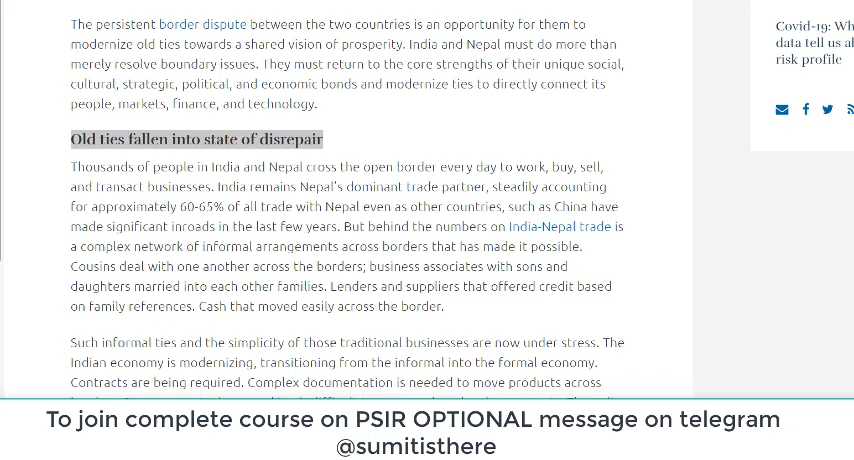 The persistent border dispute between the two countries is an opportunity for them to
modernize old ties towards a shared vision of prosperity. India and Nepal must do more than
merely resolve boundary issues. They must return to the core strengths of their unique social,
cultural, strategic, political, and economic bonds and modernize ties to directly connect its
people, markets, finance, and technology.
Old ties fallen into state of disrepair
Thousands of people in India and Nepal cross the open border every day to work, buy, sell,
and transact businesses. India remains Nepal's dominant trade partner, steadily accounting
for approximately 60-65% of all trade with Nepal even as other countries, such as China have
made significant inroads in the last few years. But behind the numbers on India-Nepal trade is
a complex network of informal arrangements across borders that has made it possible.
Cousins deal with one another across the borders; business associates with sons and
daughters married into each other families. Lenders and suppliers that offered credit based
on family references. Cash that moved easily across the border.
Such informal ties and the simplicity of those traditional businesses are now under stress. The
Indian economy is modernizing, transitioning from the informal into the formal economy.
Contracts are being required. Complex documentation is needed to move products across
Covid-19: Wh
data tell us al
risk profile
To join complete course on PSIR OPTIONAL message on telegram
@sumitisthere